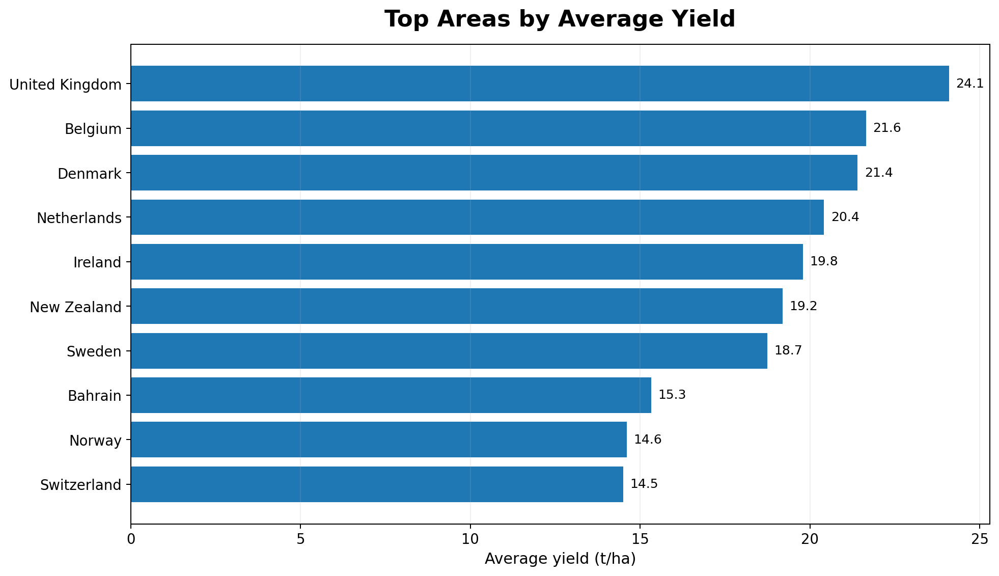 Top Areas by Average Yield
United Kingdom 24.1
Belgium 21.6
Denmark 21.4
Netherlands 20.4
Ireland 19.8
New Zealand 19.2
Sweden 18.7
Bahrain 15.3
Norway 14.6
Switzerland 14.5
0 5 10 15 20 25
Average yield (t/ha)